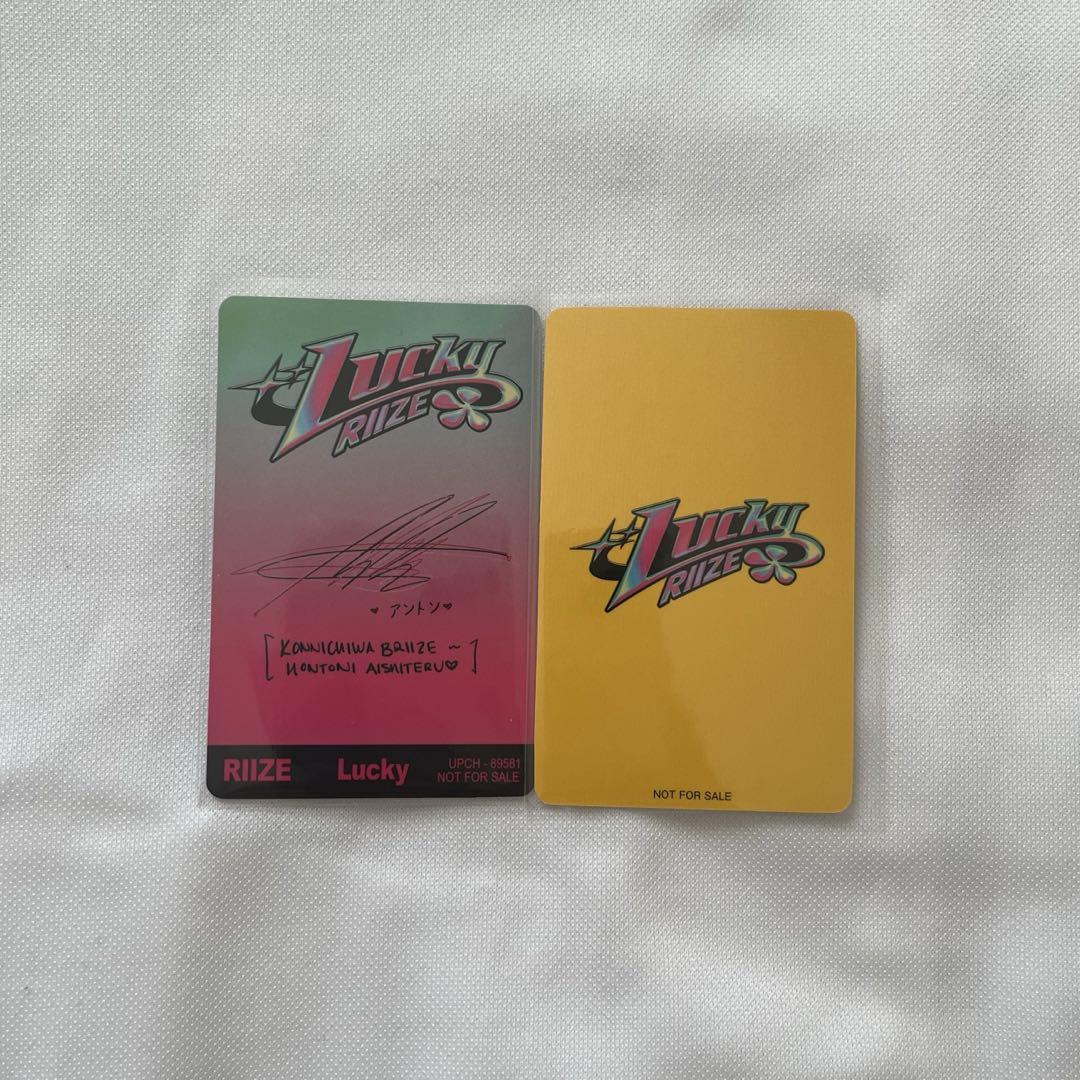 Lucky
RIIZE
♥ アントン ♥
[ KONNICHIWA BRIIZE ~
HONTONI AISHITERU♡ ]
RIIZE Lucky UPCH - 89581
NOT FOR SALE
Lucky
RIIZE
NOT FOR SALE